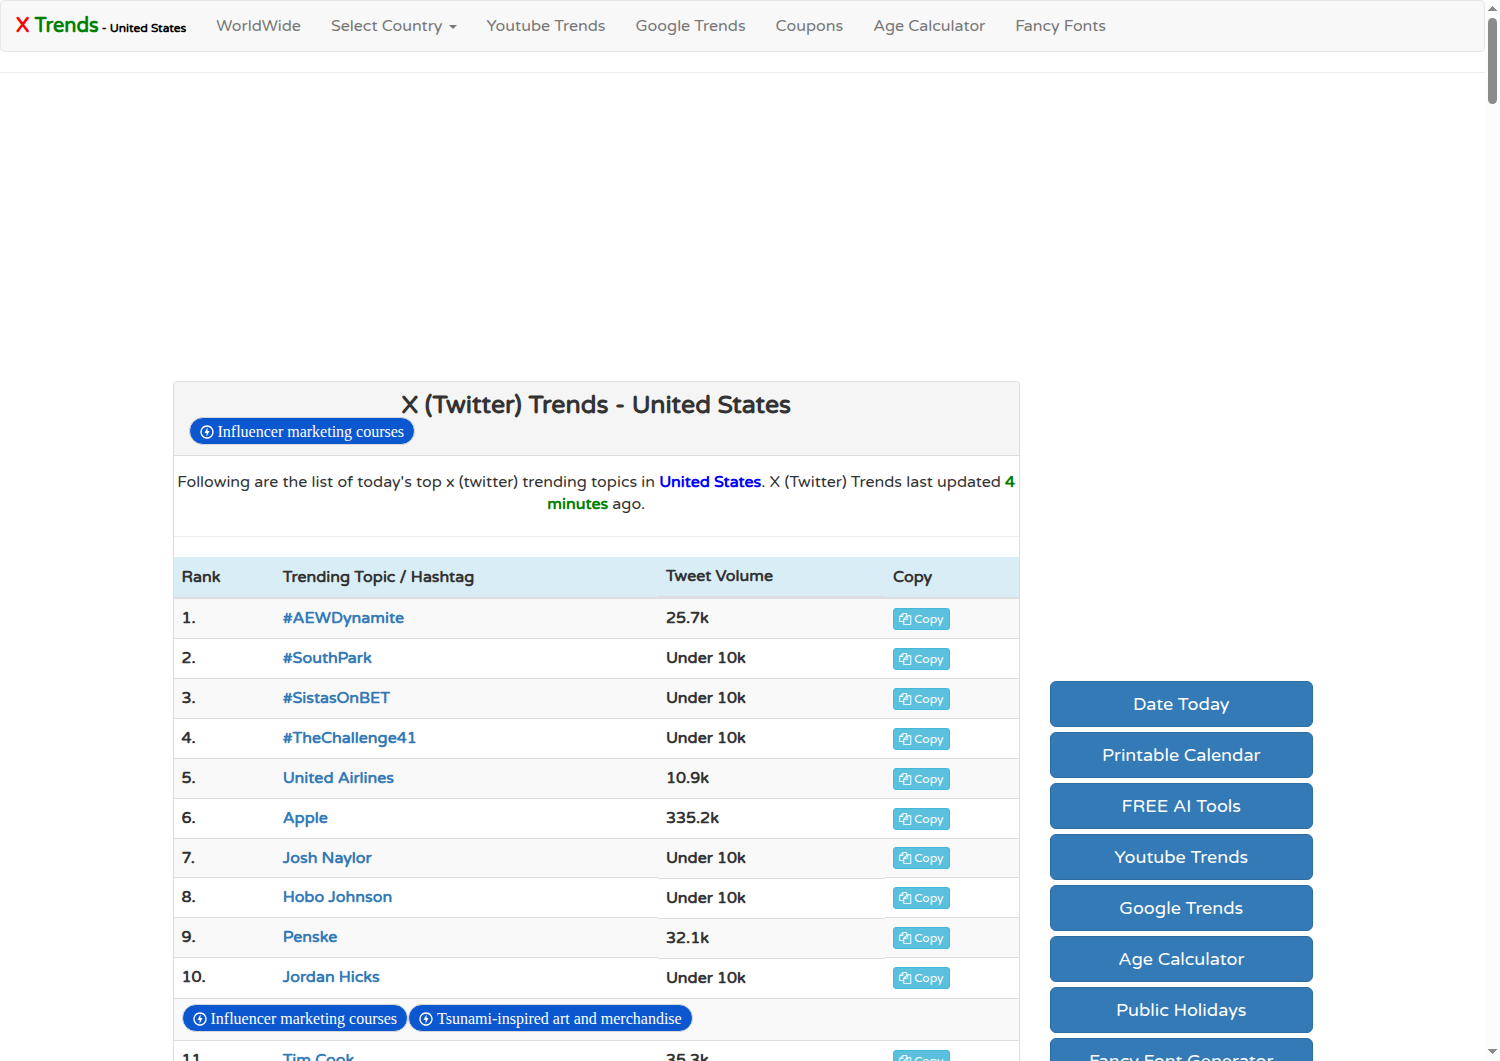 X Trends - United States WorldWide Select Country Youtube Trends Google Trends Coupons Age Calculator Fancy Fonts
X (Twitter) Trends - United States
Influencer marketing courses
Following are the list of today's top x (twitter) trending topics in United States. X (Twitter) Trends last updated 4
minutes ago.
Rank Trending Topic / Hashtag Tweet Volume Copy
1. #AEWDynamite 25.7k Copy
2. #SouthPark Under 10k Copy
3. #SistasOnBET Under 10k Copy
4. #TheChallenge41 Under 10k Copy
5. United Airlines 10.9k Copy
6. Apple 335.2k Copy
7. Josh Naylor Under 10k Copy
8. Hobo Johnson Under 10k Copy
9. Penske 32.1k Copy
10. Jordan Hicks Under 10k Copy
Influencer marketing courses Tsunami-inspired art and merchandise
11. Tim Cook 35.3k Copy
Date Today
Printable Calendar
FREE AI Tools
Youtube Trends
Google Trends
Age Calculator
Public Holidays
Fancy Font Generator